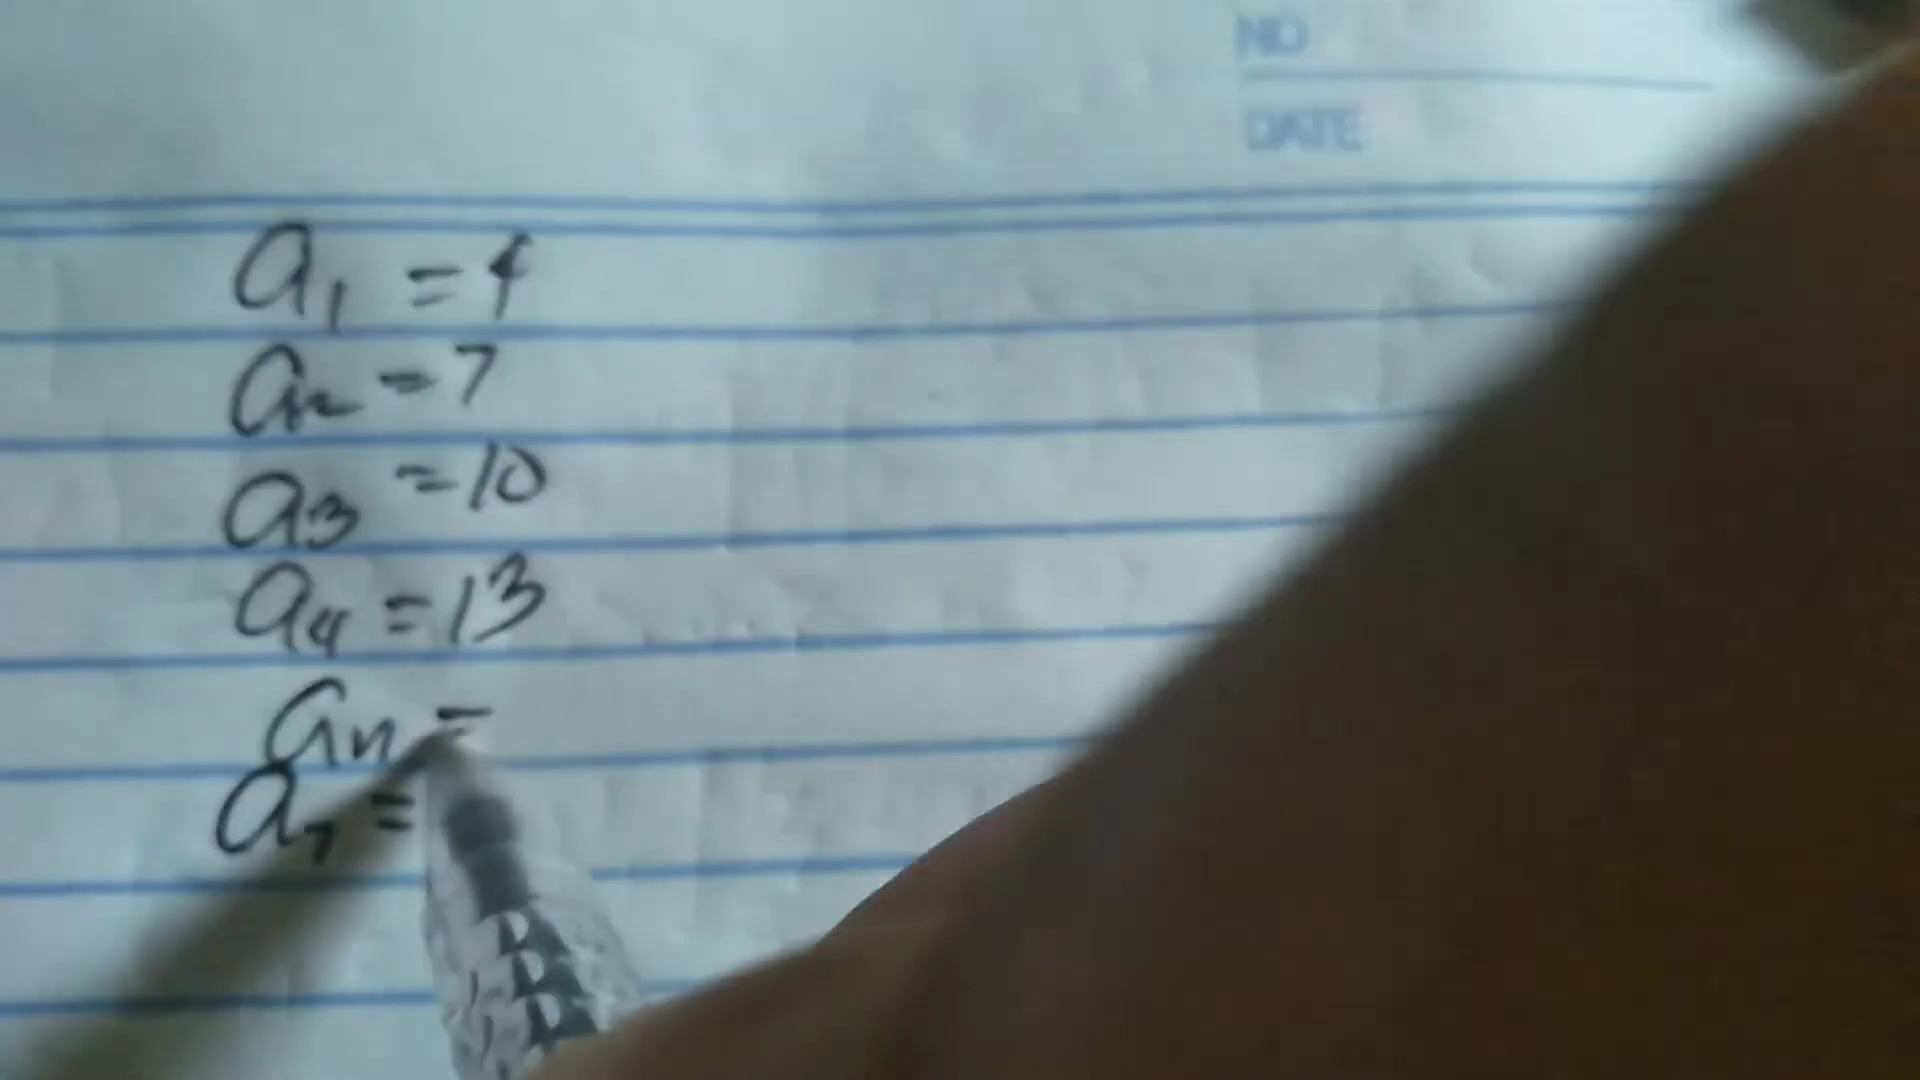 NO
DATE
a₁ = 4
a₂ = 7
a₃ = 10
a₄ = 13
aₙ =
a₇ =